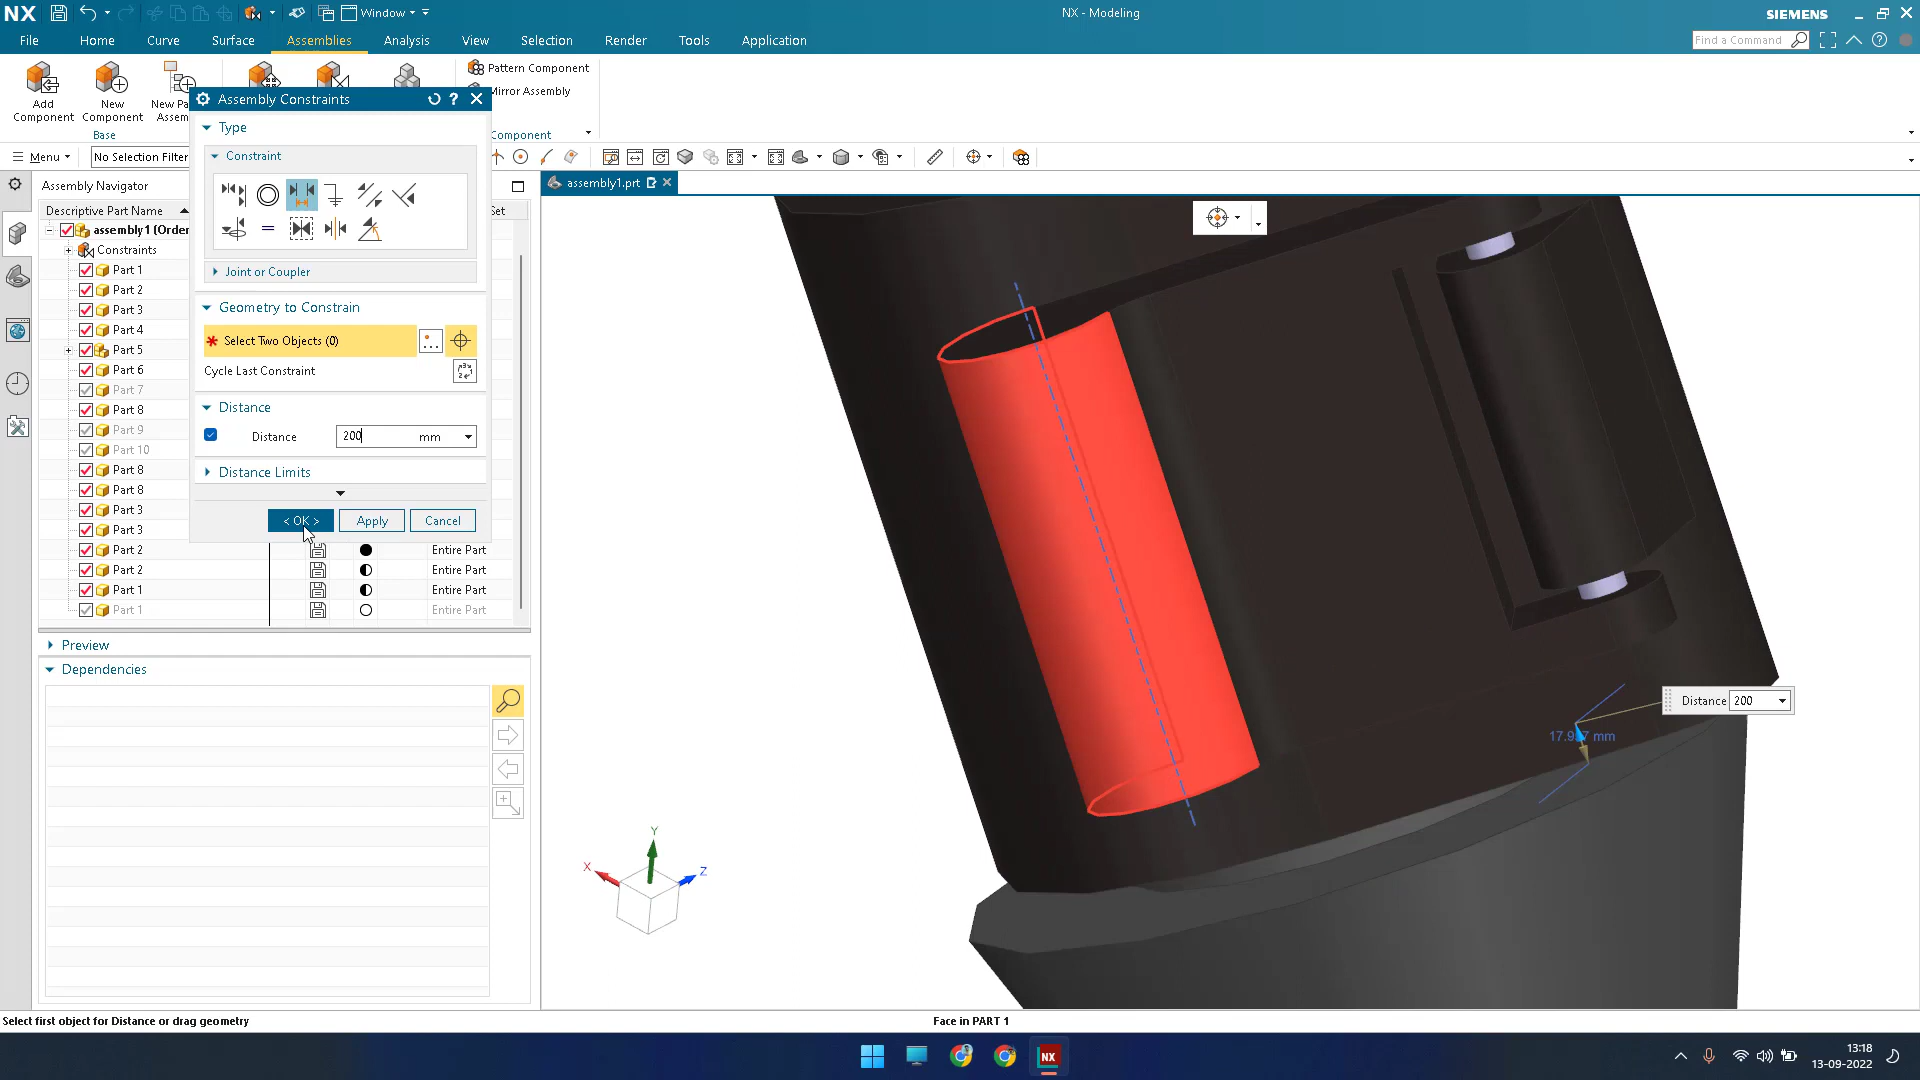 NX Window NX - Modeling SIEMENS
File Home Curve Surface Assemblies Analysis View Selection Render Tools Application Find a Command
Pattern Component
Mirror Assembly
Add Component
New Component
Base
Component
Assembly Constraints ?
Type
Constraint
Joint or Coupler
Geometry to Constrain
* Select Two Objects (0)
Cycle Last Constraint
Distance
Distance 200 mm
Distance Limits
< OK > Apply Cancel
Menu No Selection Filter
Assembly Navigator
assembly1.prt
Descriptive Part Name
assembly1 (Order
Constraints
Part 1
Part 2
Part 3
Part 4
Part 5
Part 6
Part 7
Part 8
Part 9
Part 10
Part 8
Part 8
Part 3
Part 3
Part 2 Entire Part
Part 2 Entire Part
Part 1 Entire Part
Part 1 Entire Part
Preview
Dependencies
Distance 200
mm
X Y Z
Select first object for Distance or drag geometry
Face in PART 1
NX
13:18
13-09-2022